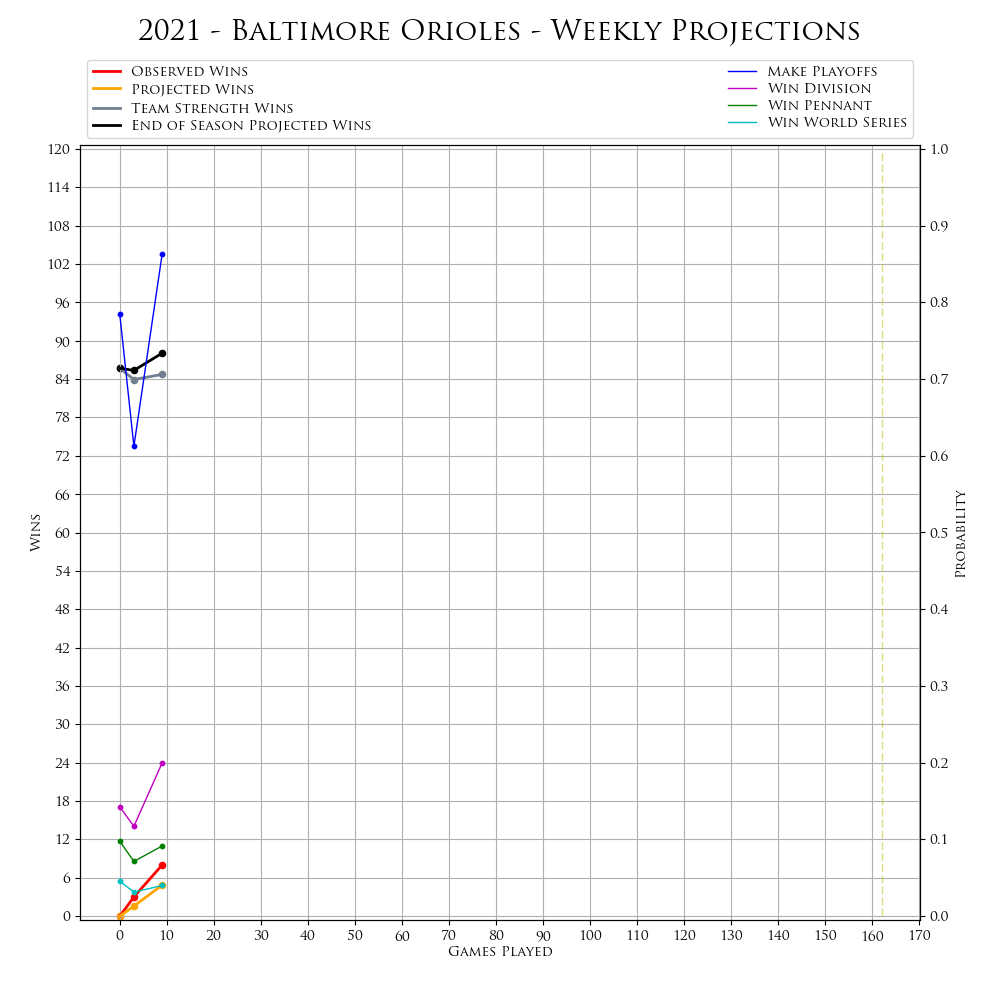 2021 - Baltimore Orioles - Weekly Projections
Observed Wins
Projected Wins
Team Strength Wins
End of Season Projected Wins
Make Playoffs
Win Division
Win Pennant
Win World Series
120
114
108
102
96
90
84
78
72
66
60
54
48
42
36
30
24
18
12
6
0
Wins
1.0
0.9
0.8
0.7
0.6
0.5
0.4
0.3
0.2
0.1
0.0
Probability
0 10 20 30 40 50 60 70 80 90 100 110 120 130 140 150 160 170
Games Played